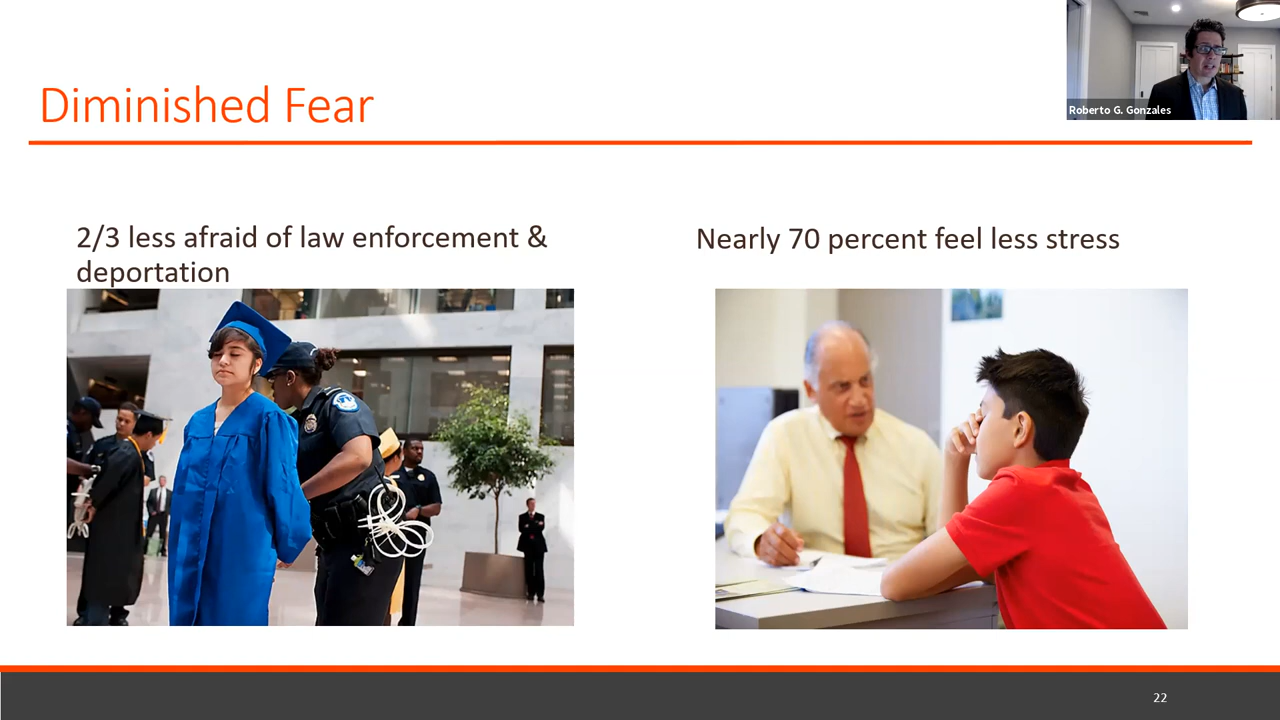 Roberto G. Gonzales
Diminished Fear
2/3 less afraid of law enforcement &
deportation
Nearly 70 percent feel less stress
22